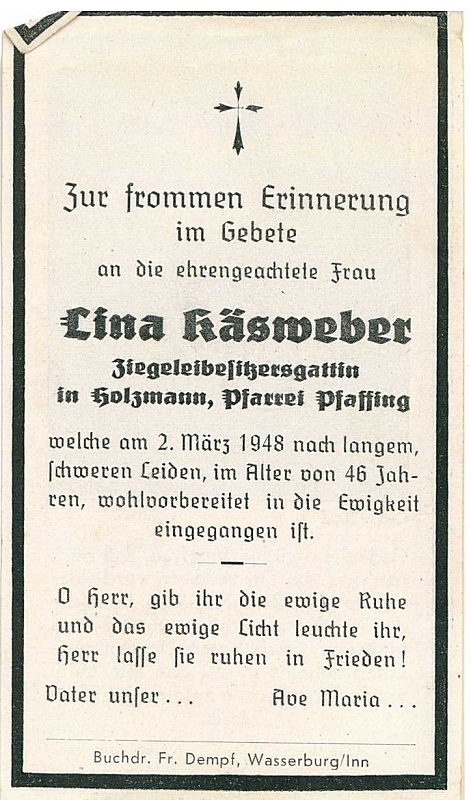 Zur frommen Erinnerung
im Gebete
an die ehrengeachtete Frau
Lina Käsweber
Ziegeleibeſitzersgattin
in Holzmann, Pfarrei Pfaffing
welche am 2. März 1948 nach langem,
ſchweren Leiden, im Alter von 46 Jah-
ren, wohlvorbereitet in die Ewigkeit
eingegangen iſt.
O Herr, gib ihr die ewige Ruhe
und das ewige Licht leuchte ihr,
Herr laſſe ſie ruhen in Frieden!
Vater unſer ... Ave Maria ...
Buchdr. Fr. Dempf, Wasserburg/Inn